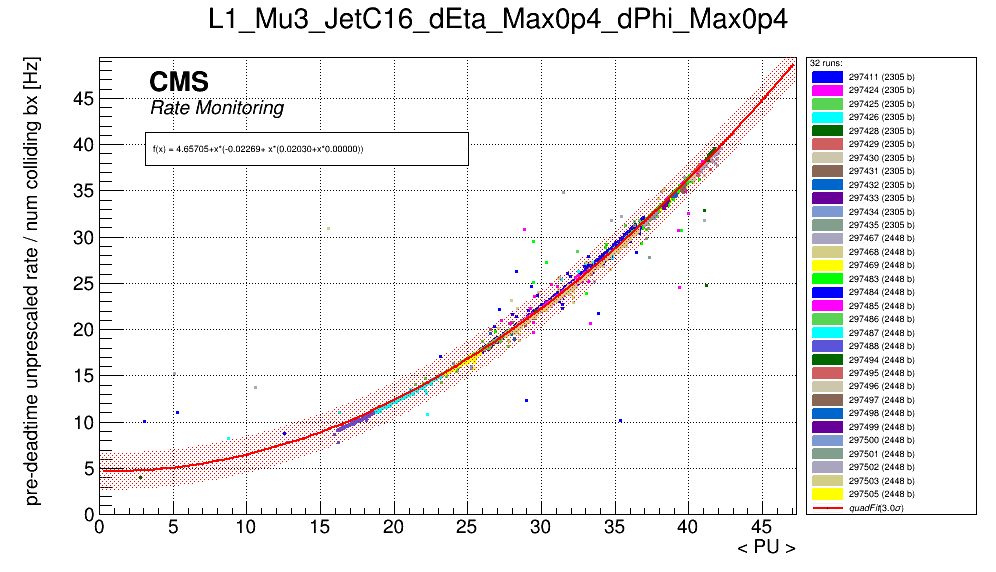 L1_Mu3_JetC16_dEta_Max0p4_dPhi_Max0p4
pre-deadtime unprescaled rate / num colliding bx [Hz]
CMS
Rate Monitoring
f(x) = 4.65705+x*(-0.02269+ x*(0.02030+x*0.00000))
45
40
35
30
25
20
15
10
5
0
0 5 10 15 20 25 30 35 40 45
< PU >
32 runs:
297411 (2305 b)
297424 (2305 b)
297425 (2305 b)
297426 (2305 b)
297428 (2305 b)
297429 (2305 b)
297430 (2305 b)
297431 (2305 b)
297432 (2305 b)
297433 (2305 b)
297434 (2305 b)
297435 (2305 b)
297467 (2448 b)
297468 (2448 b)
297469 (2448 b)
297483 (2448 b)
297484 (2448 b)
297485 (2448 b)
297486 (2448 b)
297487 (2448 b)
297488 (2448 b)
297494 (2448 b)
297495 (2448 b)
297496 (2448 b)
297497 (2448 b)
297498 (2448 b)
297499 (2448 b)
297500 (2448 b)
297501 (2448 b)
297502 (2448 b)
297503 (2448 b)
297505 (2448 b)
quadFit(3.0σ)